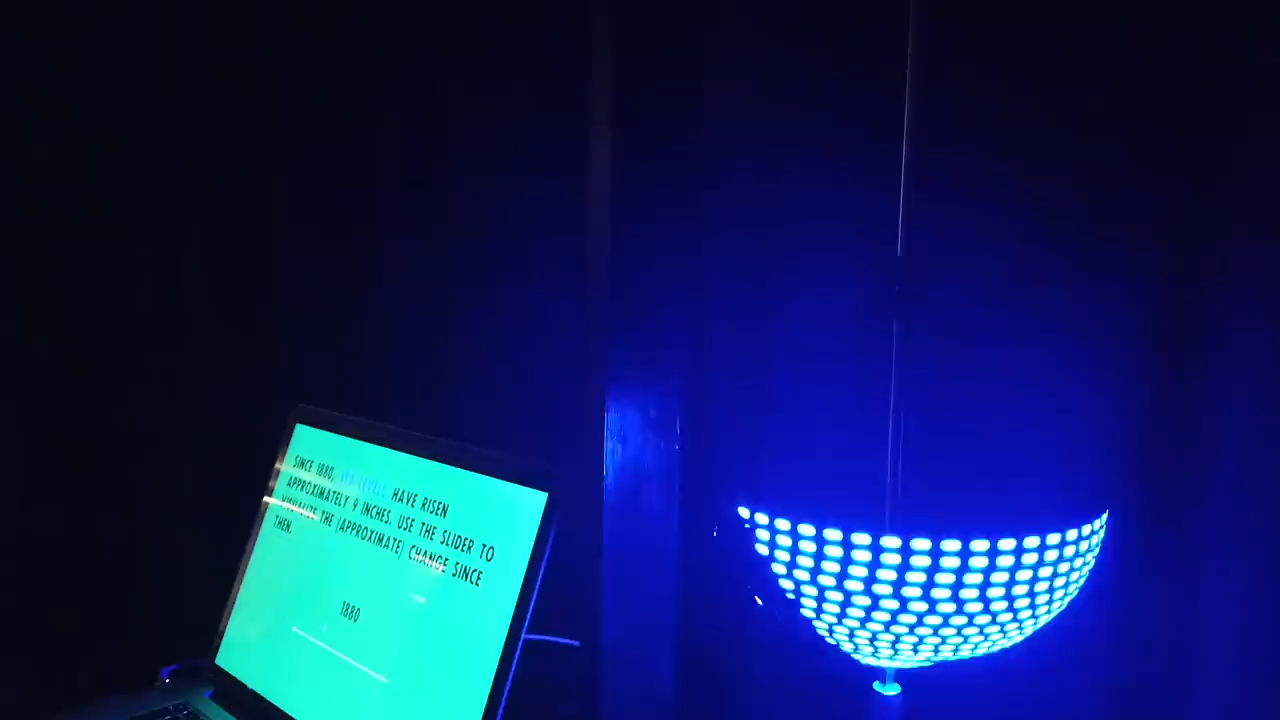 SINCE 1880, SEA LEVELS HAVE RISEN
APPROXIMATELY 9 INCHES. USE THE SLIDER TO
VISUALIZE THE (APPROXIMATE) CHANGE SINCE
THEN.
1880